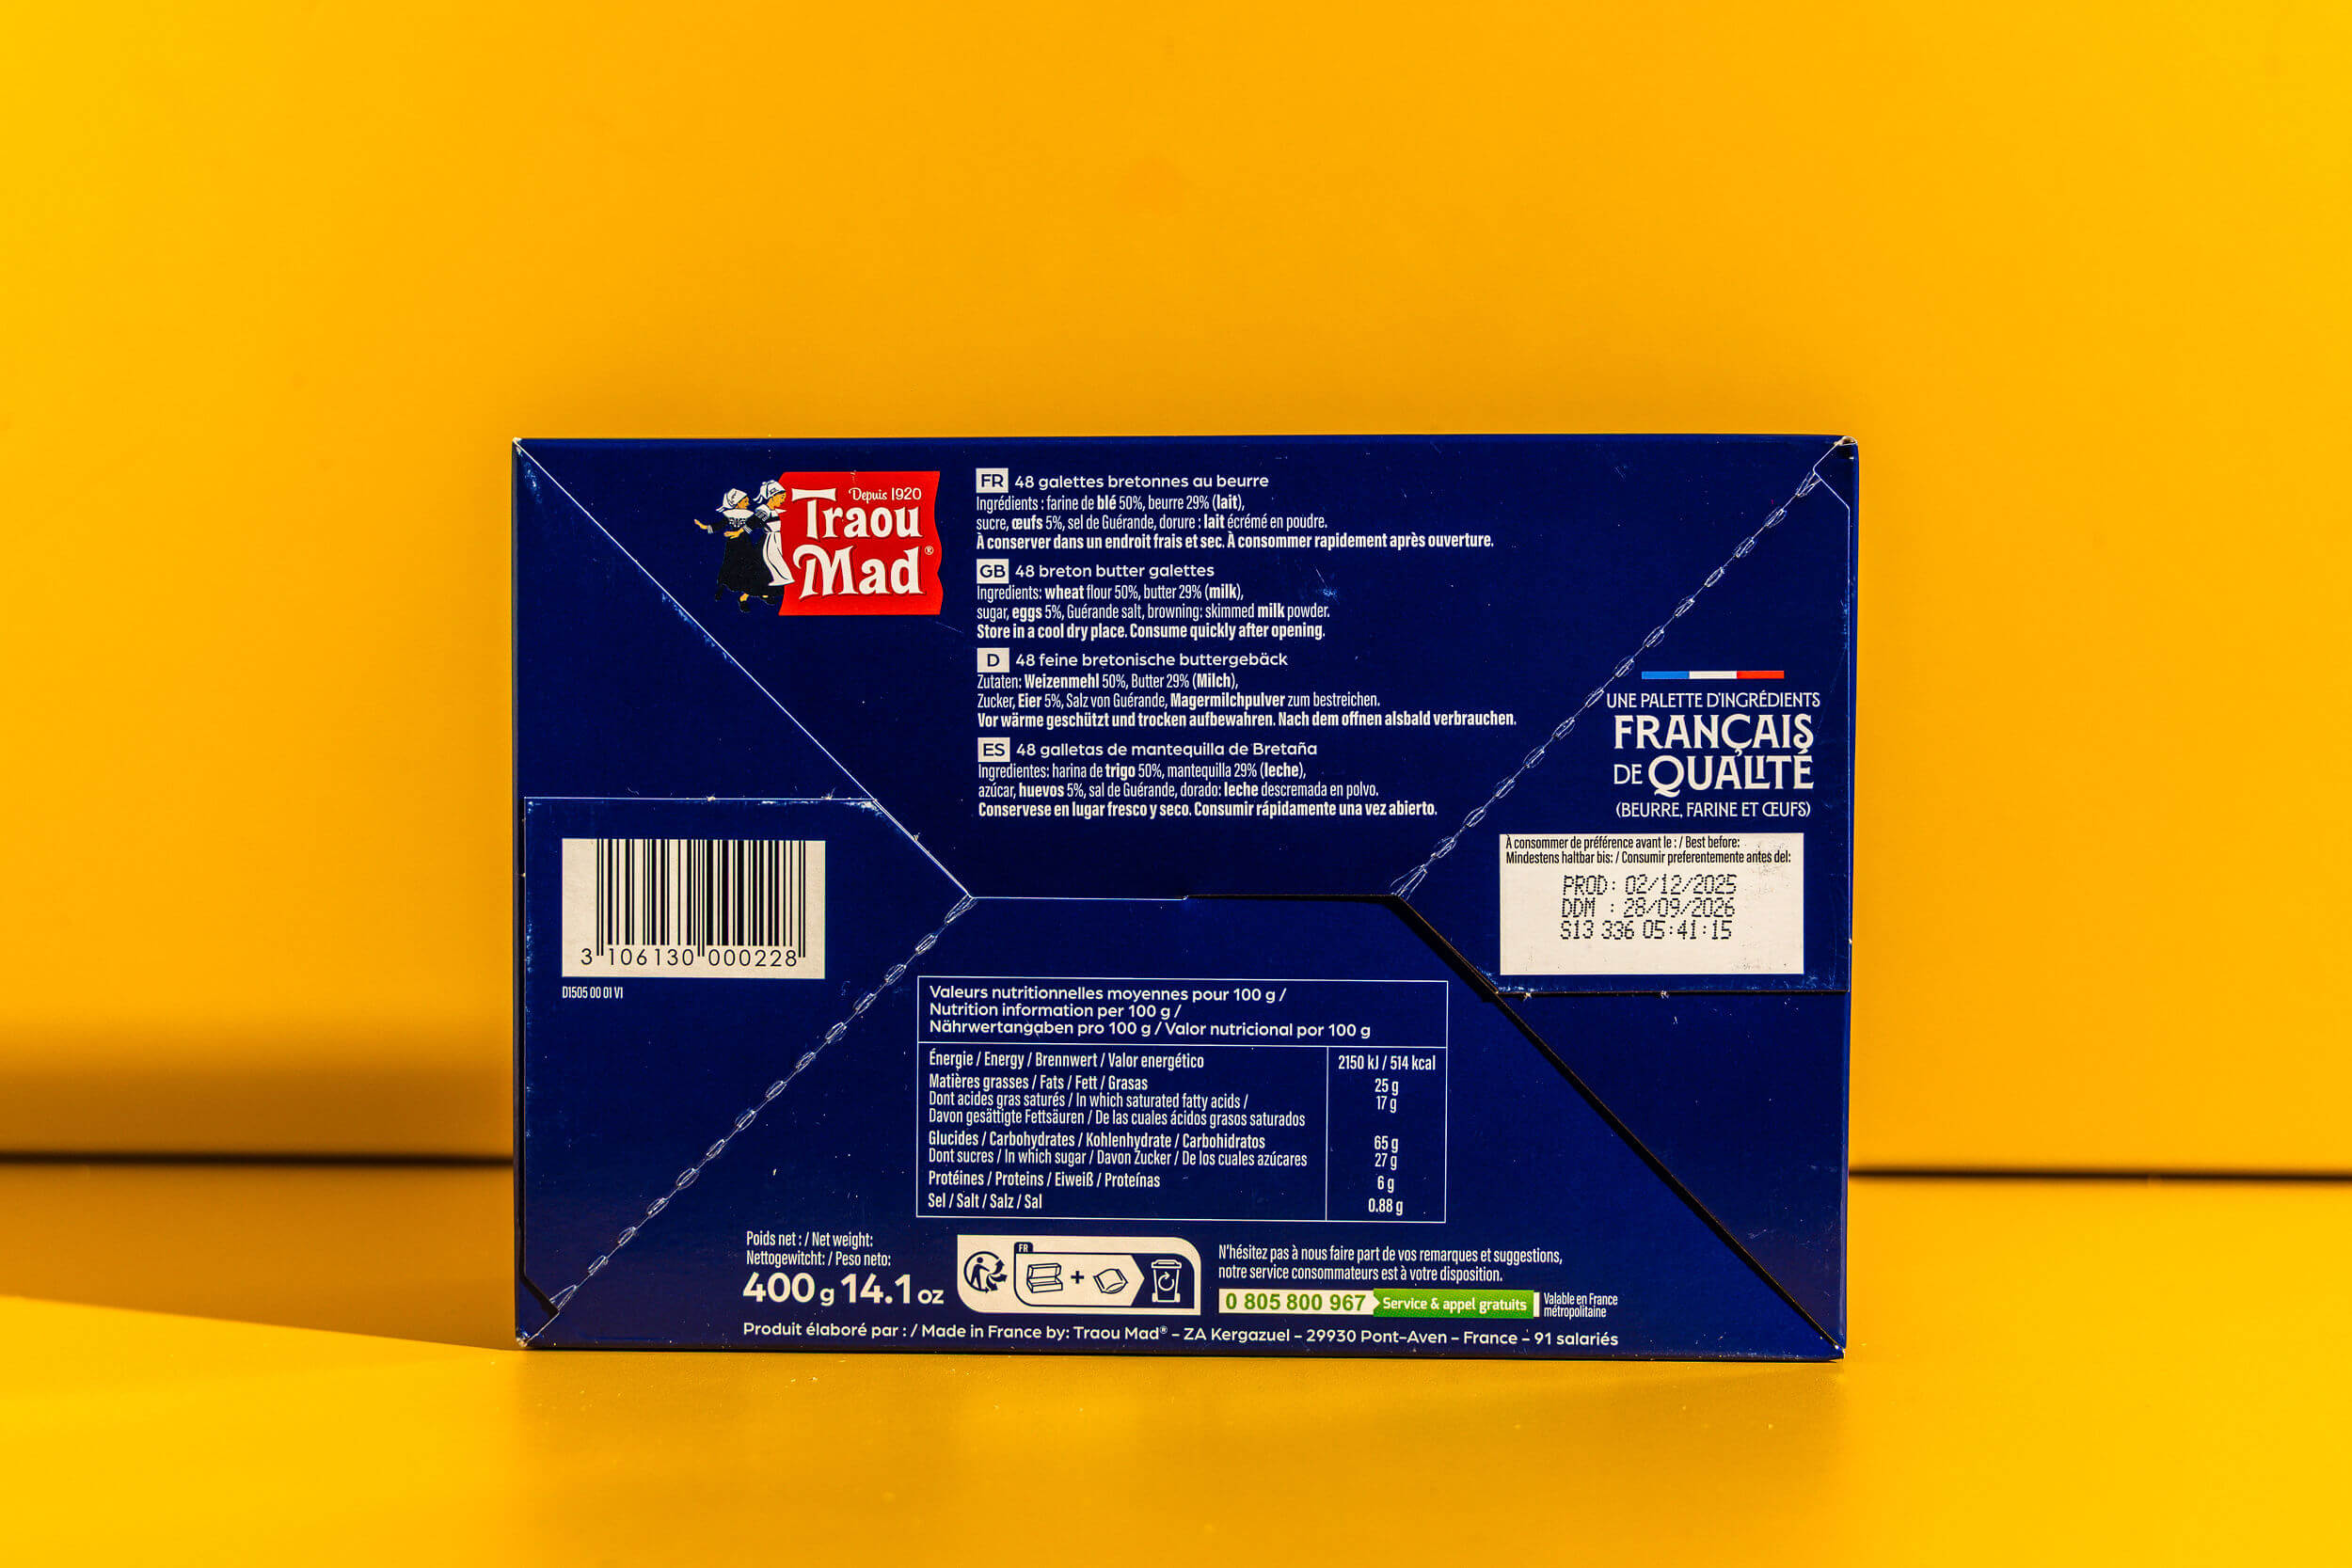 Depuis 1920
Traou
Mad®
FR 48 galettes bretonnes au beurre
Ingrédients : farine de blé 50%, beurre 29% (lait),
sucre, œufs 5%, sel de Guérande, dorure : lait écrémé en poudre.
À conserver dans un endroit frais et sec. À consommer rapidement après ouverture.
GB 48 breton butter galettes
Ingredients: wheat flour 50%, butter 29% (milk),
sugar, eggs 5%, Guérande salt, browning: skimmed milk powder.
Store in a cool dry place. Consume quickly after opening.
D 48 feine bretonische buttergebäck
Zutaten: Weizenmehl 50%, Butter 29% (Milch),
Zucker, Eier 5%, Salz von Guérande, Magermilchpulver zum bestreichen.
Vor wärme geschützt und trocken aufbewahren. Nach dem offnen alsbald verbrauchen.
ES 48 galletas de mantequilla de Bretaña
Ingredientes: harina de trigo 50%, mantequilla 29% (leche),
azúcar, huevos 5%, sal de Guérande, dorado: leche descremada en polvo.
Conservese en lugar fresco y seco. Consumir rápidamente una vez abierto.
UNE PALETTE D'INGRÉDIENTS
FRANÇAIS
DE QUALITÉ
(BEURRE, FARINE ET ŒUFS)
À consommer de préférence avant le : / Best before:
Mindestens haltbar bis: / Consumir preferentemente antes del:
PROD: 02/12/2025
DDM : 28/09/2026
S13 336 05:41:15
3 106130 000228
D1505 00 01 V1
Valeurs nutritionnelles moyennes pour 100 g /
Nutrition information per 100 g /
Nährwertangaben pro 100 g / Valor nutricional por 100 g
Énergie / Energy / Brennwert / Valor energético 2150 kJ / 514 kcal
Matières grasses / Fats / Fett / Grasas 25 g
Dont acides gras saturés / In which saturated fatty acids / 17 g
Davon gesättigte Fettsäuren / De las cuales ácidos grasos saturados
Glucides / Carbohydrates / Kohlenhydrate / Carbohidratos 65 g
Dont sucres / In which sugar / Davon Zucker / De los cuales azúcares 27 g
Protéines / Proteins / Eiweiß / Proteínas 6 g
Sel / Salt / Salz / Sal 0.88 g
Poids net : / Net weight:
Nettogewitcht: / Peso neto:
400 g 14.1 oz
FR
+
N'hésitez pas à nous faire part de vos remarques et suggestions,
notre service consommateurs est à votre disposition.
0 805 800 967 Service & appel gratuits
Valable en France
métropolitaine
Produit élaboré par : / Made in France by: Traou Mad® - ZA Kergazuel - 29930 Pont-Aven - France - 91 salariés